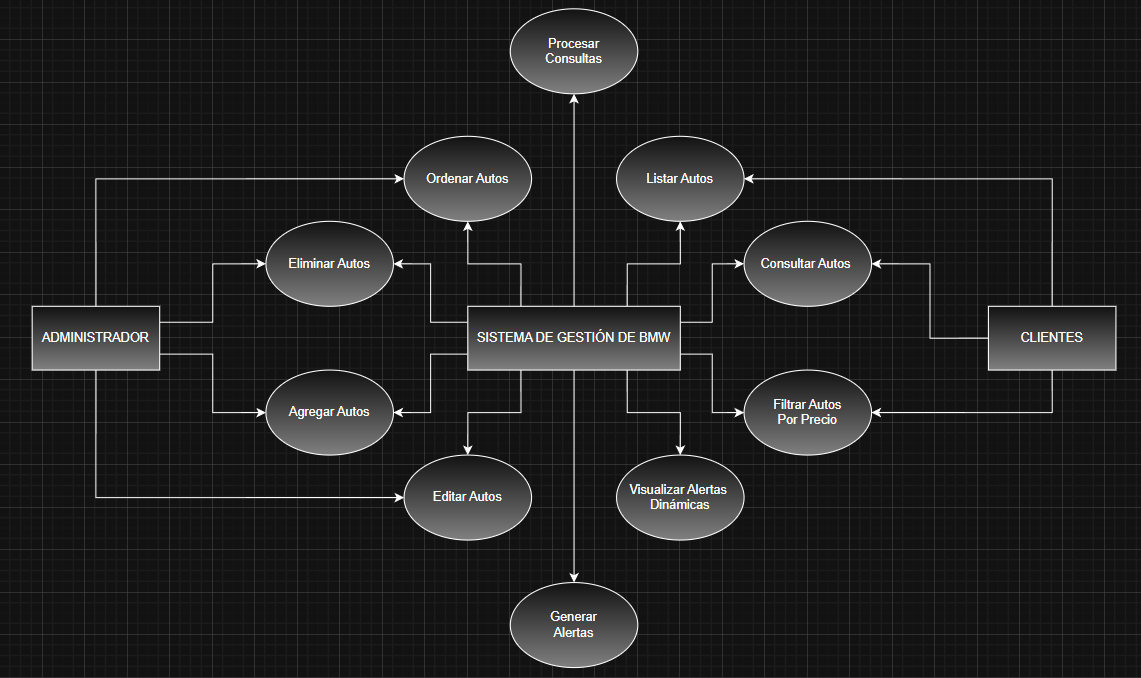 Procesar
Consultas
Ordenar Autos
Listar Autos
Eliminar Autos
Consultar Autos
ADMINISTRADOR
SISTEMA DE GESTIÓN DE BMW
CLIENTES
Agregar Autos
Filtrar Autos
Por Precio
Editar Autos
Visualizar Alertas
Dinámicas
Generar
Alertas